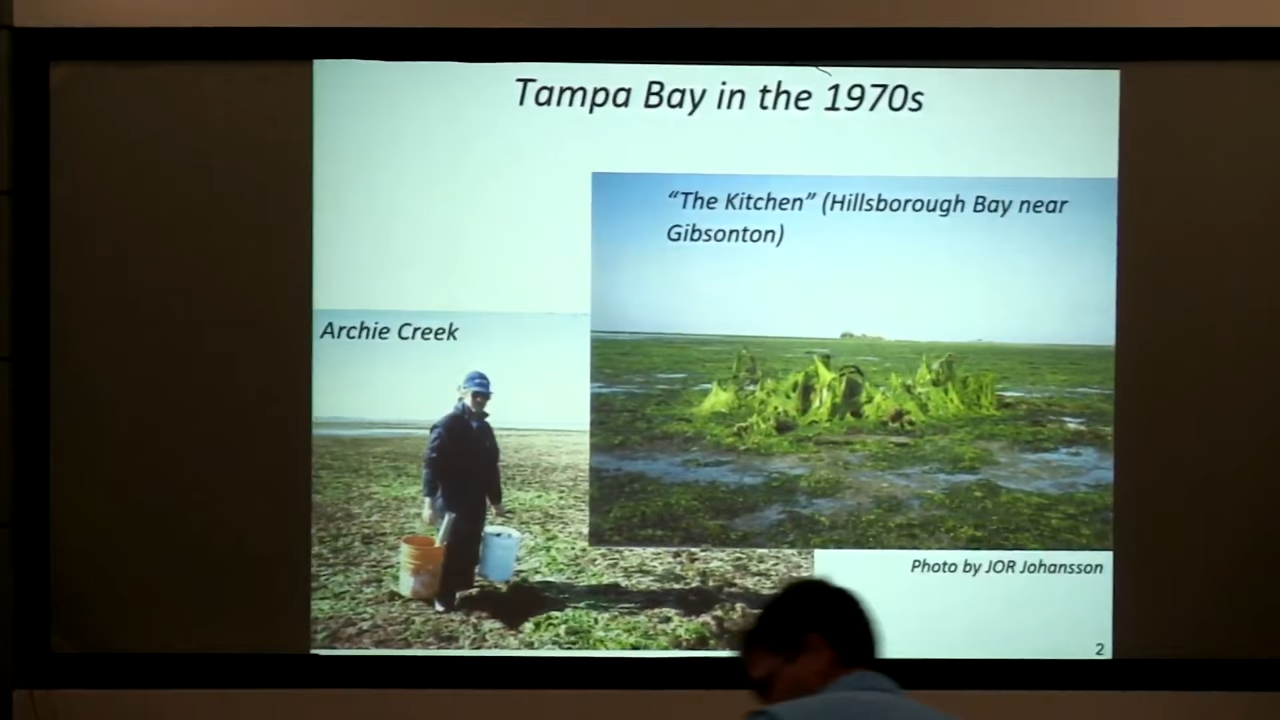 Tampa Bay in the 1970s
“The Kitchen” (Hillsborough Bay near
Gibsonton)
Archie Creek
Photo by JOR Johansson
2